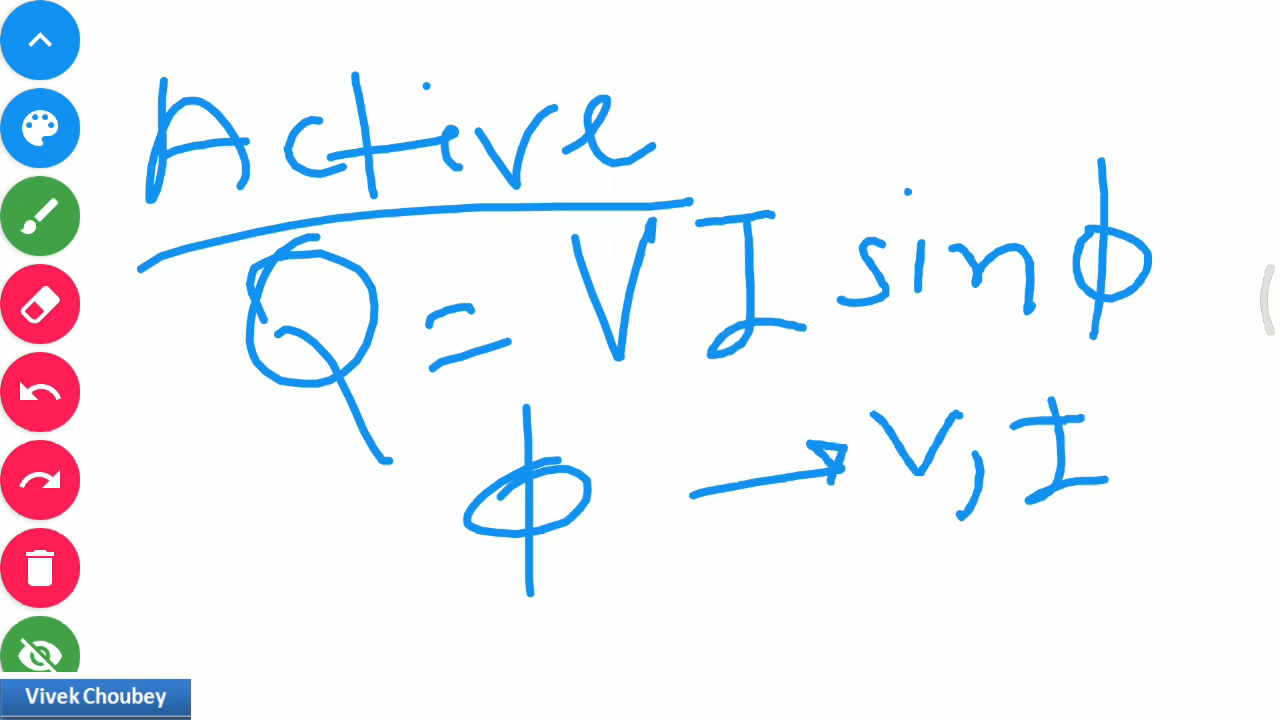 Active
Q = VI sinϕ
ϕ → V, I
Vivek Choubey